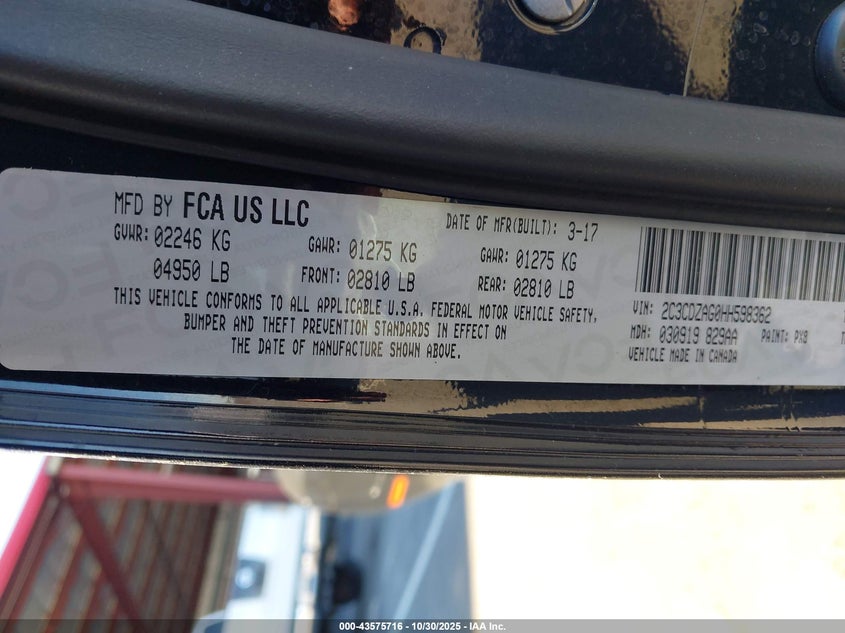 MFD BY FCA US LLC
DATE OF MFR(BUILT): 3-17
GVWR: 02246 KG
GAWR: 01275 KG
GAWR: 01275 KG
04950 LB
FRONT: 02810 LB
REAR: 02810 LB
THIS VEHICLE CONFORMS TO ALL APPLICABLE U.S.A. FEDERAL MOTOR VEHICLE SAFETY,
BUMPER AND THEFT PREVENTION STANDARDS IN EFFECT ON
THE DATE OF MANUFACTURE SHOWN ABOVE.
VIN: 2C3CDZAG0HH598362
MDH: 030919 829AA
PAINT: PX8
VEHICLE MADE IN CANADA
000-43575716 - 10/30/2025 - IAA Inc.